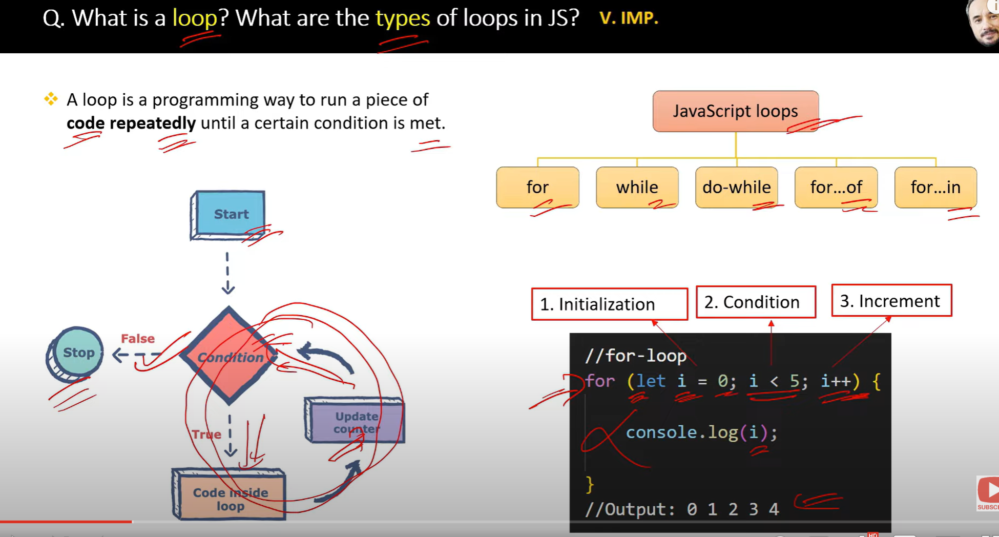 Q. What is a loop? What are the types of loops in JS? V. IMP.
A loop is a programming way to run a piece of
code repeatedly until a certain condition is met.
JavaScript loops
for while do-while for...of for...in
Start
Condition
False
Stop
True
Update
counter
Code inside
loop
1. Initialization
2. Condition
3. Increment
//for-loop
for (let i = 0; i < 5; i++) {
console.log(i);
}
//Output: 0 1 2 3 4
HD